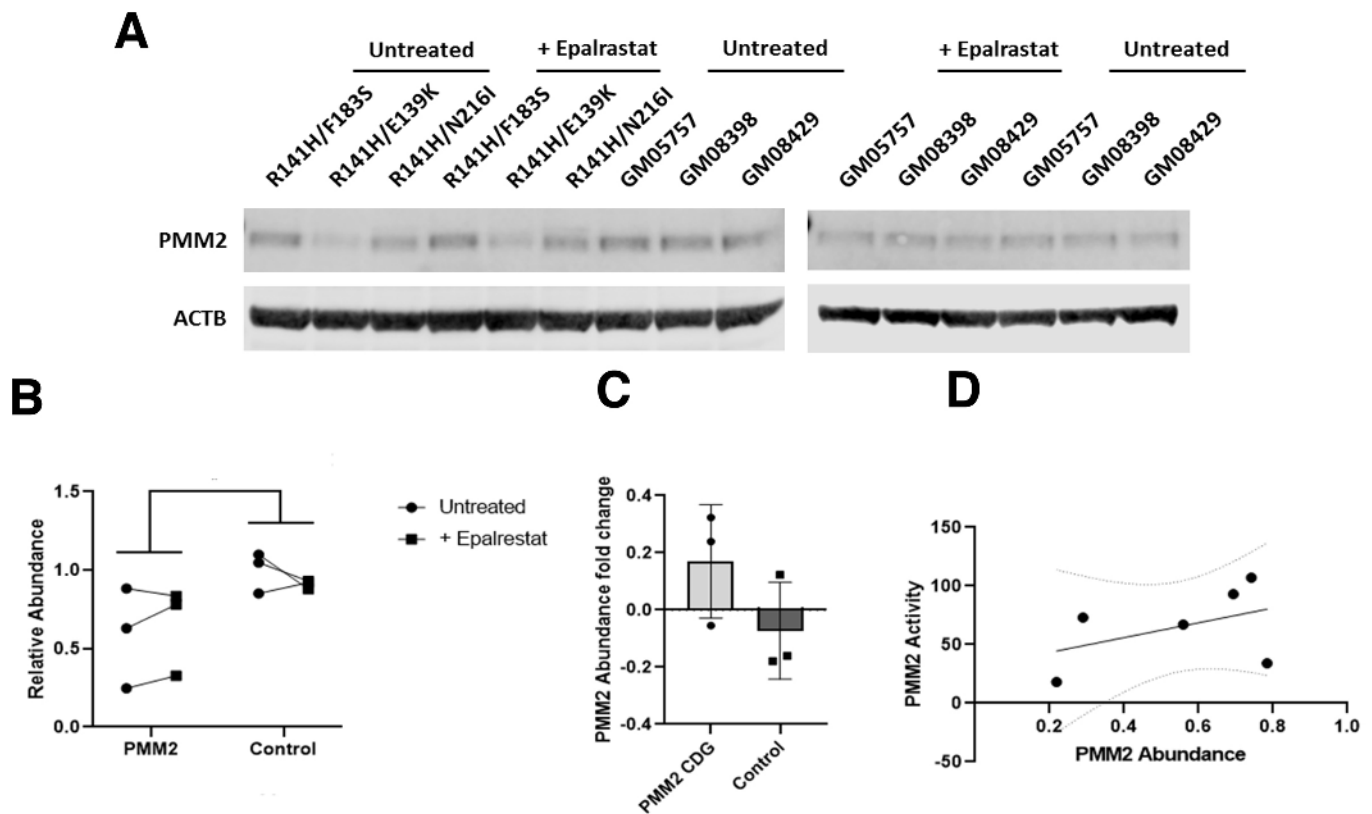 A
Untreated
+ Epalrastat
Untreated
+ Epalrastat
Untreated
R141H/F183S
R141H/E139K
R141H/N216I
R141H/F183S
R141H/E139K
R141H/N216I
GM05757
GM08398
GM08429
GM05757
GM08398
GM08429
GM05757
GM08398
GM08429
PMM2
ACTB
B
Relative Abundance
1.5
1.0
0.5
0.0
PMM2
Control
Untreated
+ Epalrestat
C
PMM2 Abundance fold change
0.4
0.2
0.0
-0.2
-0.4
PMM2 CDG
Control
D
PMM2 Activity
150
100
50
0
-50
0.2
0.4
0.6
0.8
1.0
PMM2 Abundance